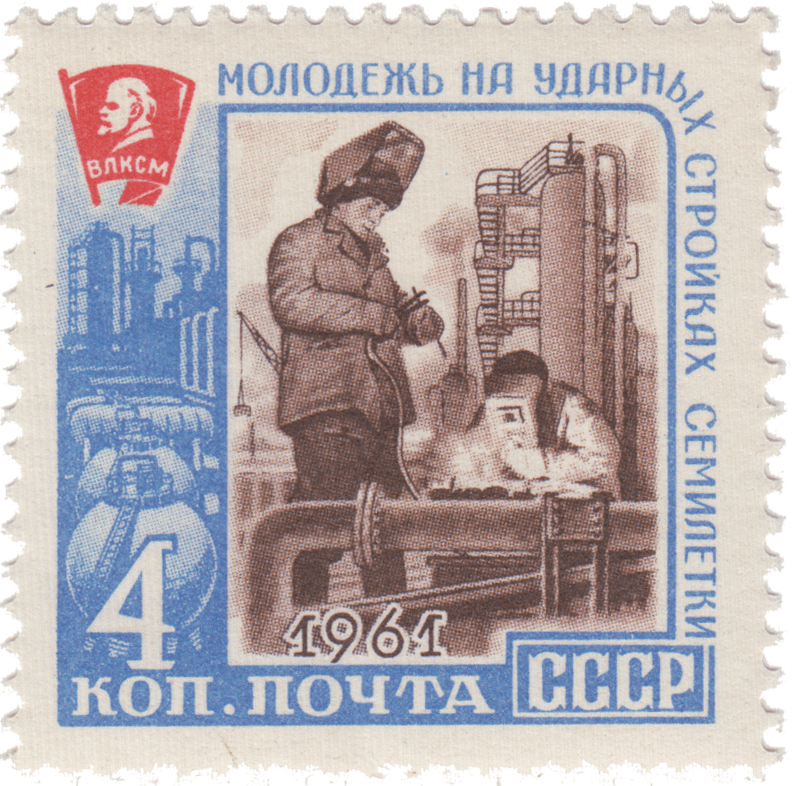 ВЛКСМ
МОЛОДЕЖЬ НА УДАРНЫХ СТРОЙКАХ СЕМИЛЕТКИ
1961
4
КОП. ПОЧТА СССР